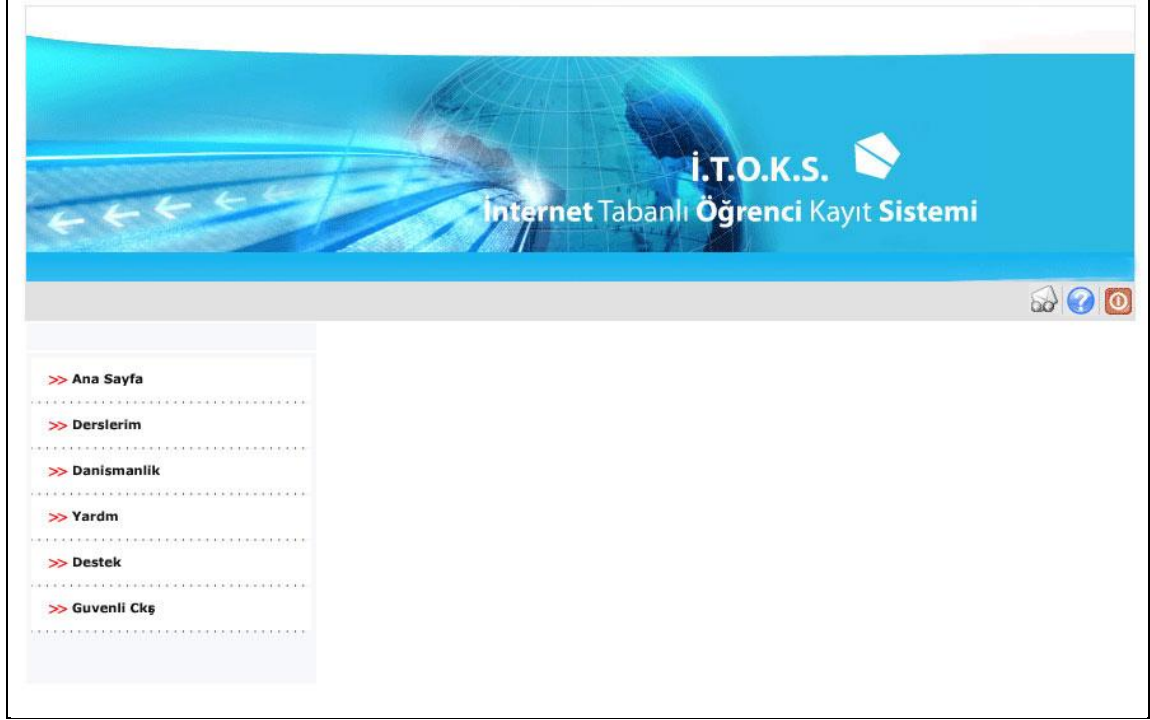 İ.T.O.K.S.
İnternet Tabanlı Öğrenci Kayıt Sistemi
>> Ana Sayfa
>> Derslerim
>> Danismanlik
>> Yardm
>> Destek
>> Guvenli Ckş